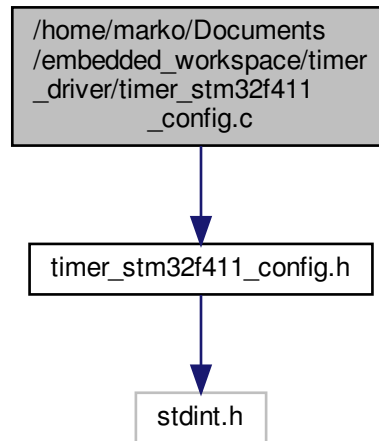 /home/marko/Documents
/embedded_workspace/timer
_driver/timer_stm32f411
_config.c
timer_stm32f411_config.h
stdint.h